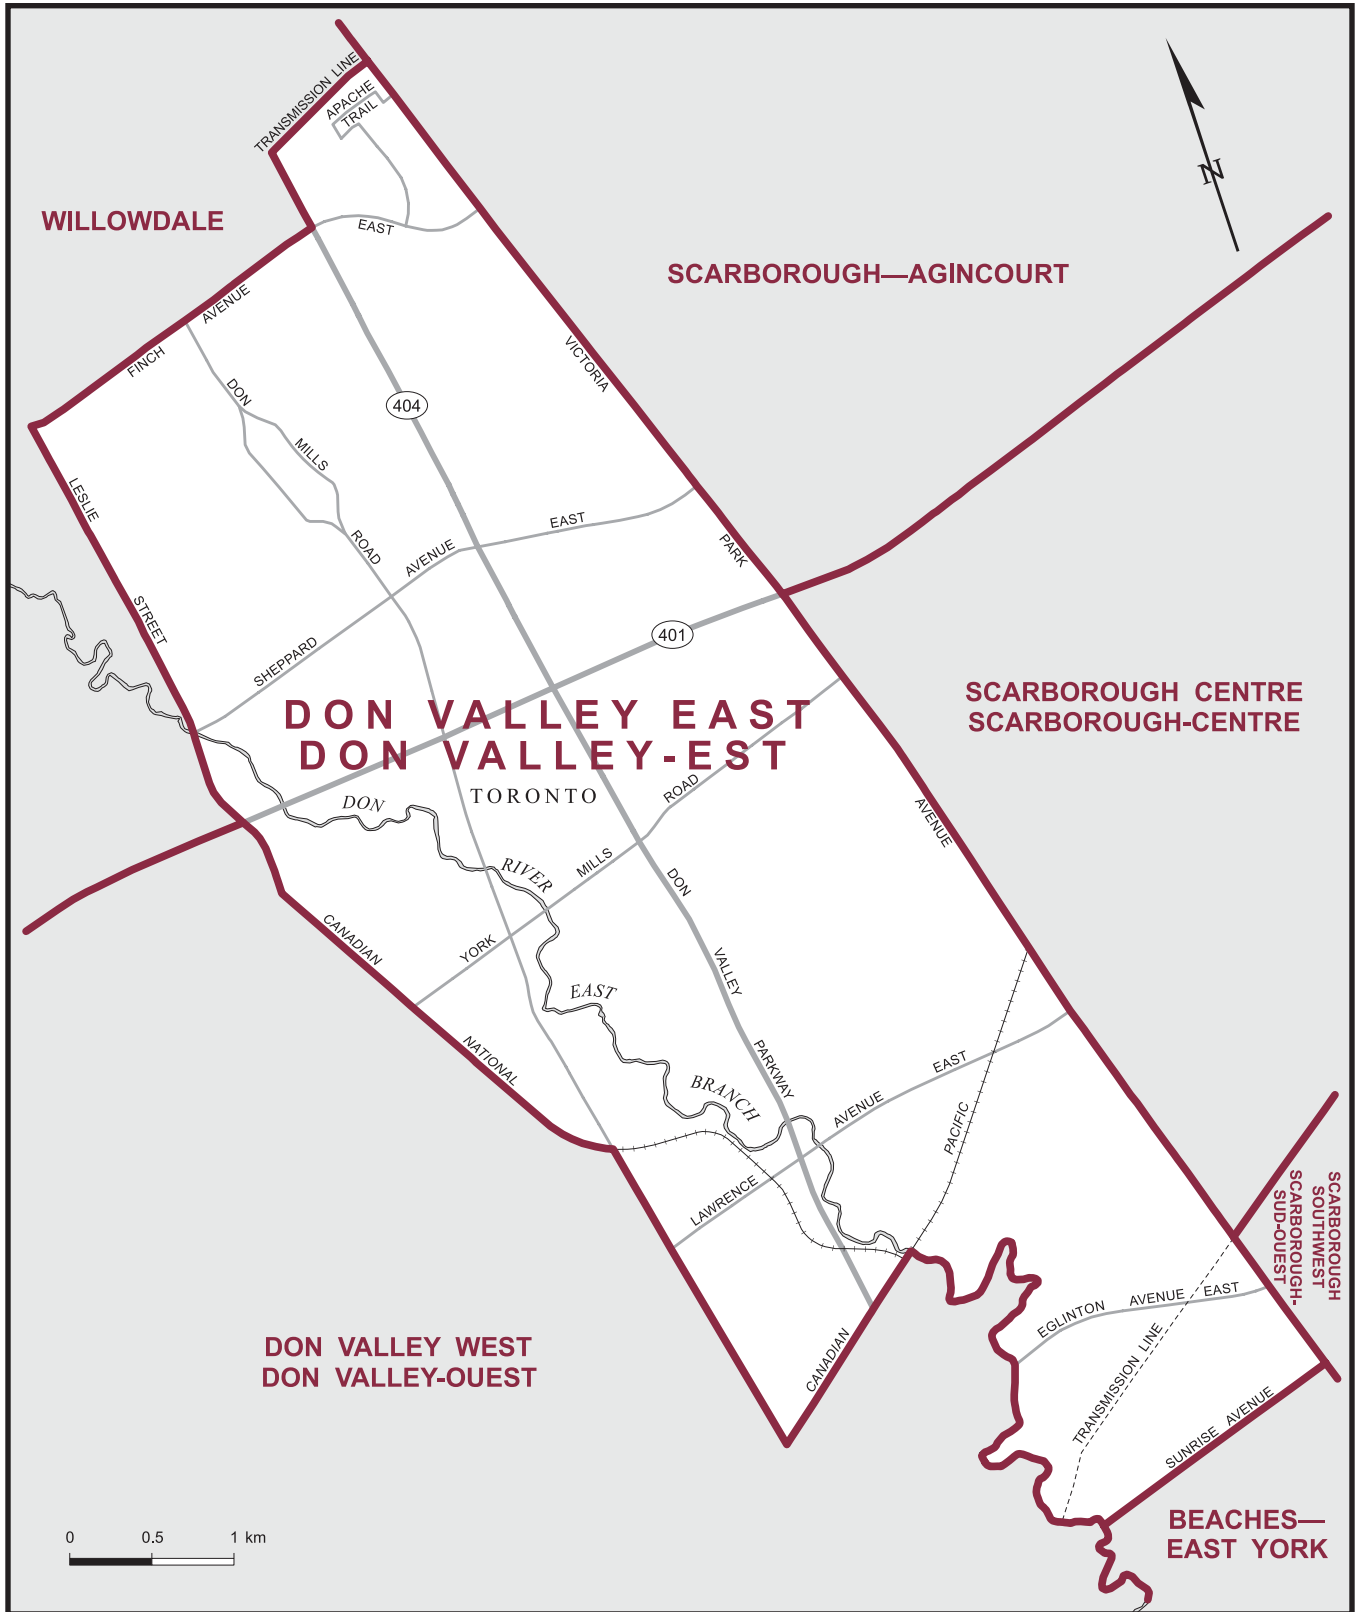 TRANSMISSION LINE
APACHE
TRAIL
WILLOWDALE
EAST
N
SCARBOROUGH—AGINCOURT
AVENUE
FINCH
VICTORIA
DON
404
MILLS
LESLIE
EAST
ROAD
AVENUE
PARK
STREET
401
SHEPPARD
SCARBOROUGH CENTRE
SCARBOROUGH-CENTRE
DON VALLEY EAST
DON VALLEY-EST
TORONTO
ROAD
DON
AVENUE
RIVER
MILLS
DON
CANADIAN
YORK
VALLEY
EAST
NATIONAL
PARKWAY
EAST
BRANCH
AVENUE
PACIFIC
LAWRENCE
SCARBOROUGH
SOUTHWEST
SCARBOROUGH-
SUD-OUEST
EGLINTON AVENUE EAST
DON VALLEY WEST
DON VALLEY-OUEST
CANADIAN
TRANSMISSION LINE
SUNRISE AVENUE
BEACHES—
EAST YORK
0 0.5 1 km